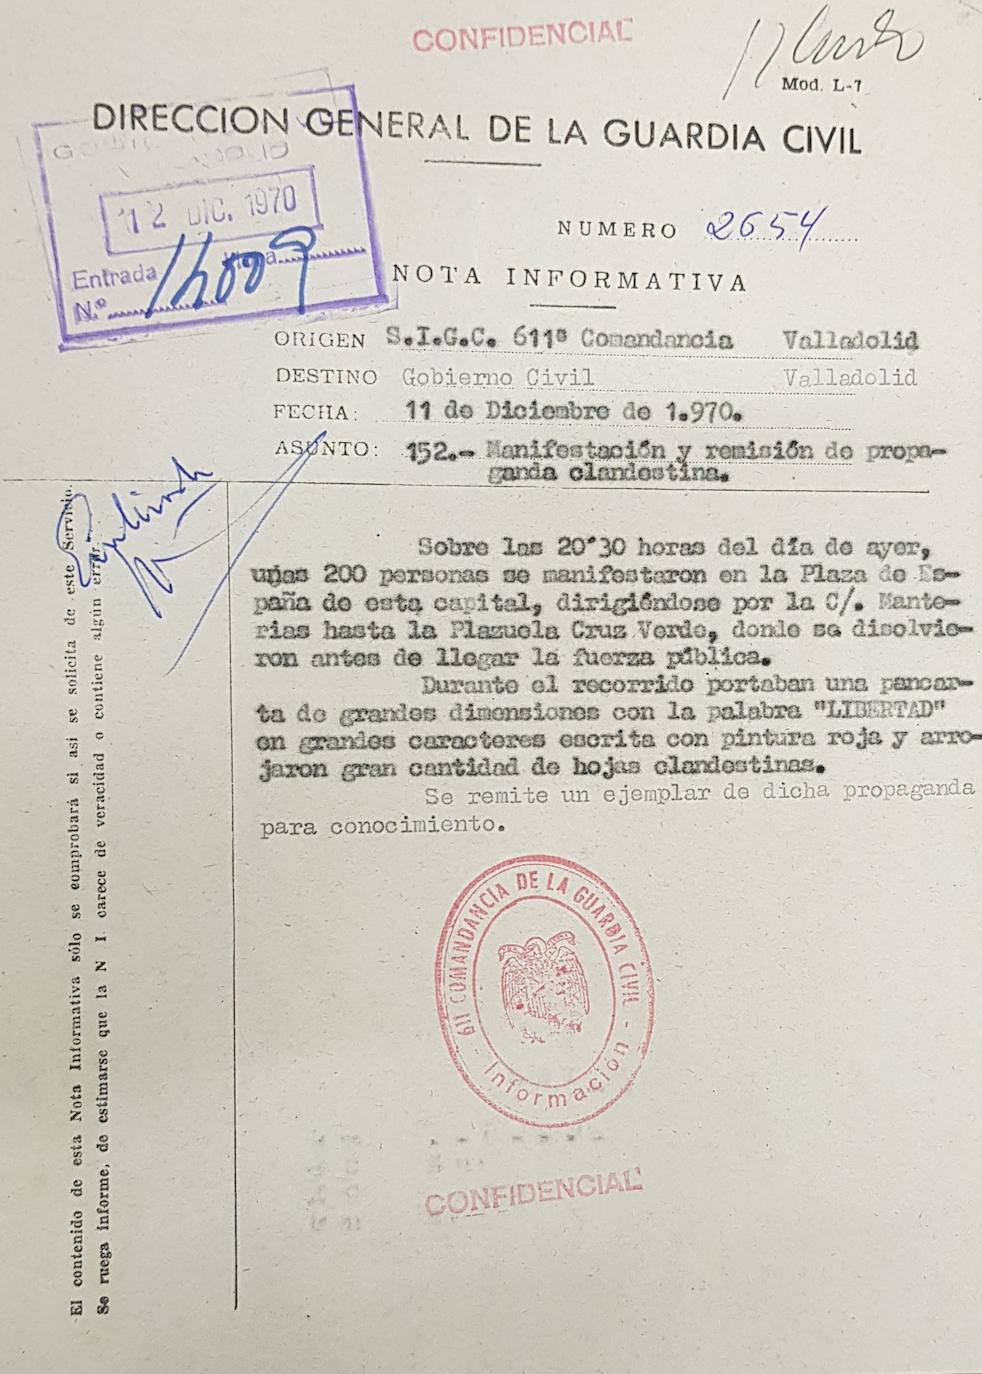 CONFIDENCIAL
Mod. L-7
DIRECCION GENERAL DE LA GUARDIA CIVIL
12 DIC. 1970
Entrada
N.º 14009
NUMERO 2654
NOTA INFORMATIVA
ORIGEN S.I.G.C. 611ª Comandancia Valladolid
DESTINO Gobierno Civil Valladolid
FECHA: 11 de Diciembre de 1.970.
ASUNTO: 152.- Manifestación y remisión de propa-
ganda clandestina.
Sobre las 20'30 horas del día de ayer,
unas 200 personas se manifestaron en la Plaza de Es-
paña de esta capital, dirigiéndose por la C/. Mante-
rias hasta la Plazuela Cruz Verde, donde se disolvie-
ron antes de llegar la fuerza pública.
Durante el recorrido portaban una pancar-
ta de grandes dimensiones con la palabra "LIBERTAD"
en grandes caracteres escrita con pintura roja y arro-
jaron gran cantidad de hojas clandestinas.
Se remite un ejemplar de dicha propaganda
para conocimiento.
611 COMANDANCIA DE LA GUARDIA CIVIL
- Información -
CONFIDENCIAL
El contenido de esta Nota Informativa sólo se comprobará si así se solicita de este Servicio.
Se ruega informe, de estimarse que la N I carece de veracidad o contiene algún error.